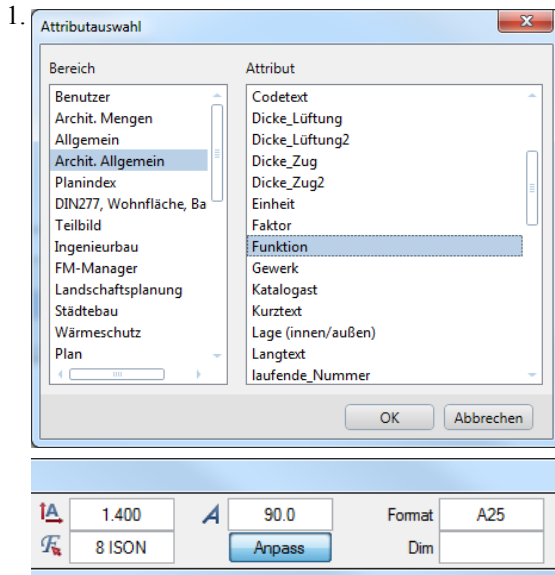 1.
Attributauswahl
Bereich
Attribut
Benutzer
Archit. Mengen
Allgemein
Archit. Allgemein
Planindex
DIN277, Wohnfläche, Ba
Teilbild
Ingenieurbau
FM-Manager
Landschaftsplanung
Städtebau
Wärmeschutz
Plan
Codetext
Dicke_Lüftung
Dicke_Lüftung2
Dicke_Zug
Dicke_Zug2
Einheit
Faktor
Funktion
Gewerk
Katalogast
Kurztext
Lage (innen/außen)
Langtext
laufende_Nummer
OK Abbrechen
1.400 90.0 Format A25
8 ISON Anpass Dim